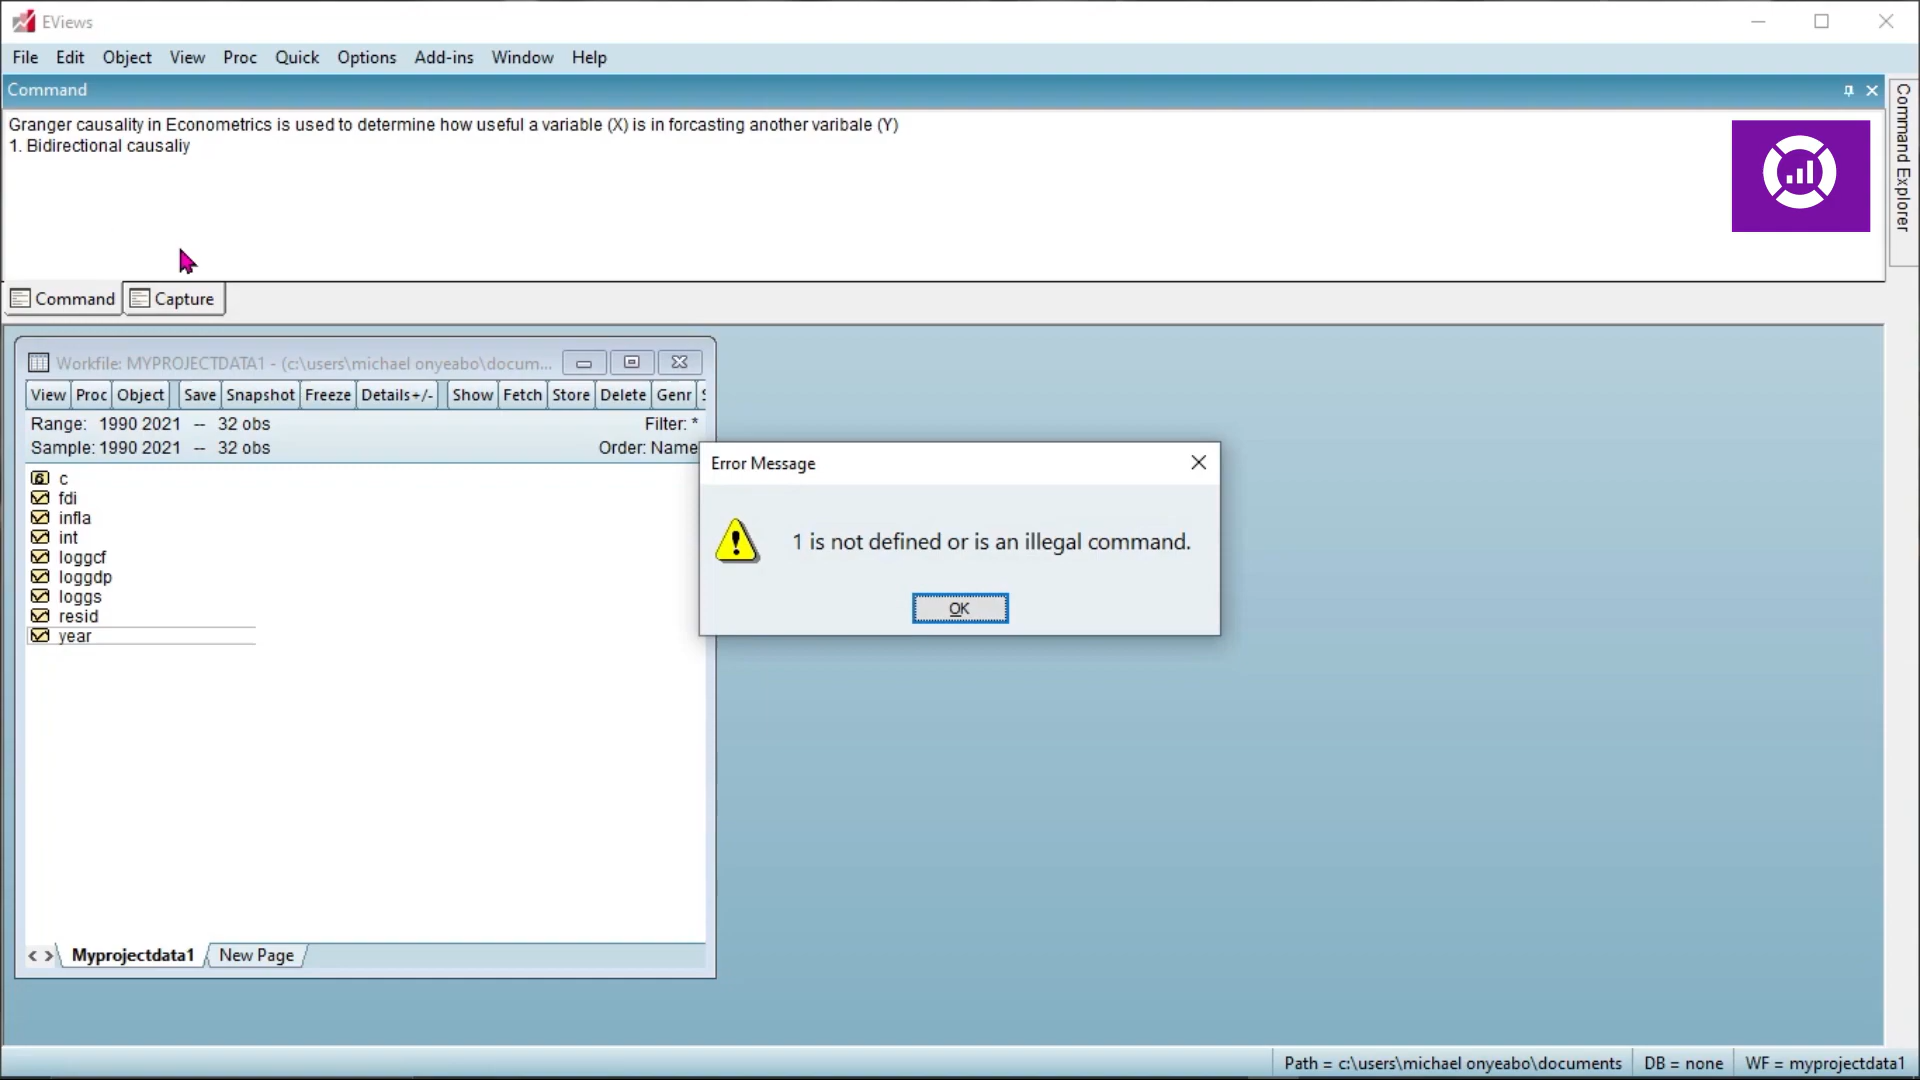 EViews
File Edit Object View Proc Quick Options Add-ins Window Help
Command
Granger causality in Econometrics is used to determine how useful a variable (X) is in forcasting another varibale (Y)
1. Bidirectional causaliy
Command Explorer
Command Capture
Workfile: MYPROJECTDATA1 - (c:\users\michael onyeabo\docum...
View Proc Object Save Snapshot Freeze Details+/- Show Fetch Store Delete Genr
Range: 1990 2021 -- 32 obs Filter: *
Sample: 1990 2021 -- 32 obs Order: Name
c
fdi
infla
int
loggcf
loggdp
loggs
resid
year
Error Message
1 is not defined or is an illegal command.
OK
Myprojectdata1 New Page
Path = c:\users\michael onyeabo\documents DB = none WF = myprojectdata1